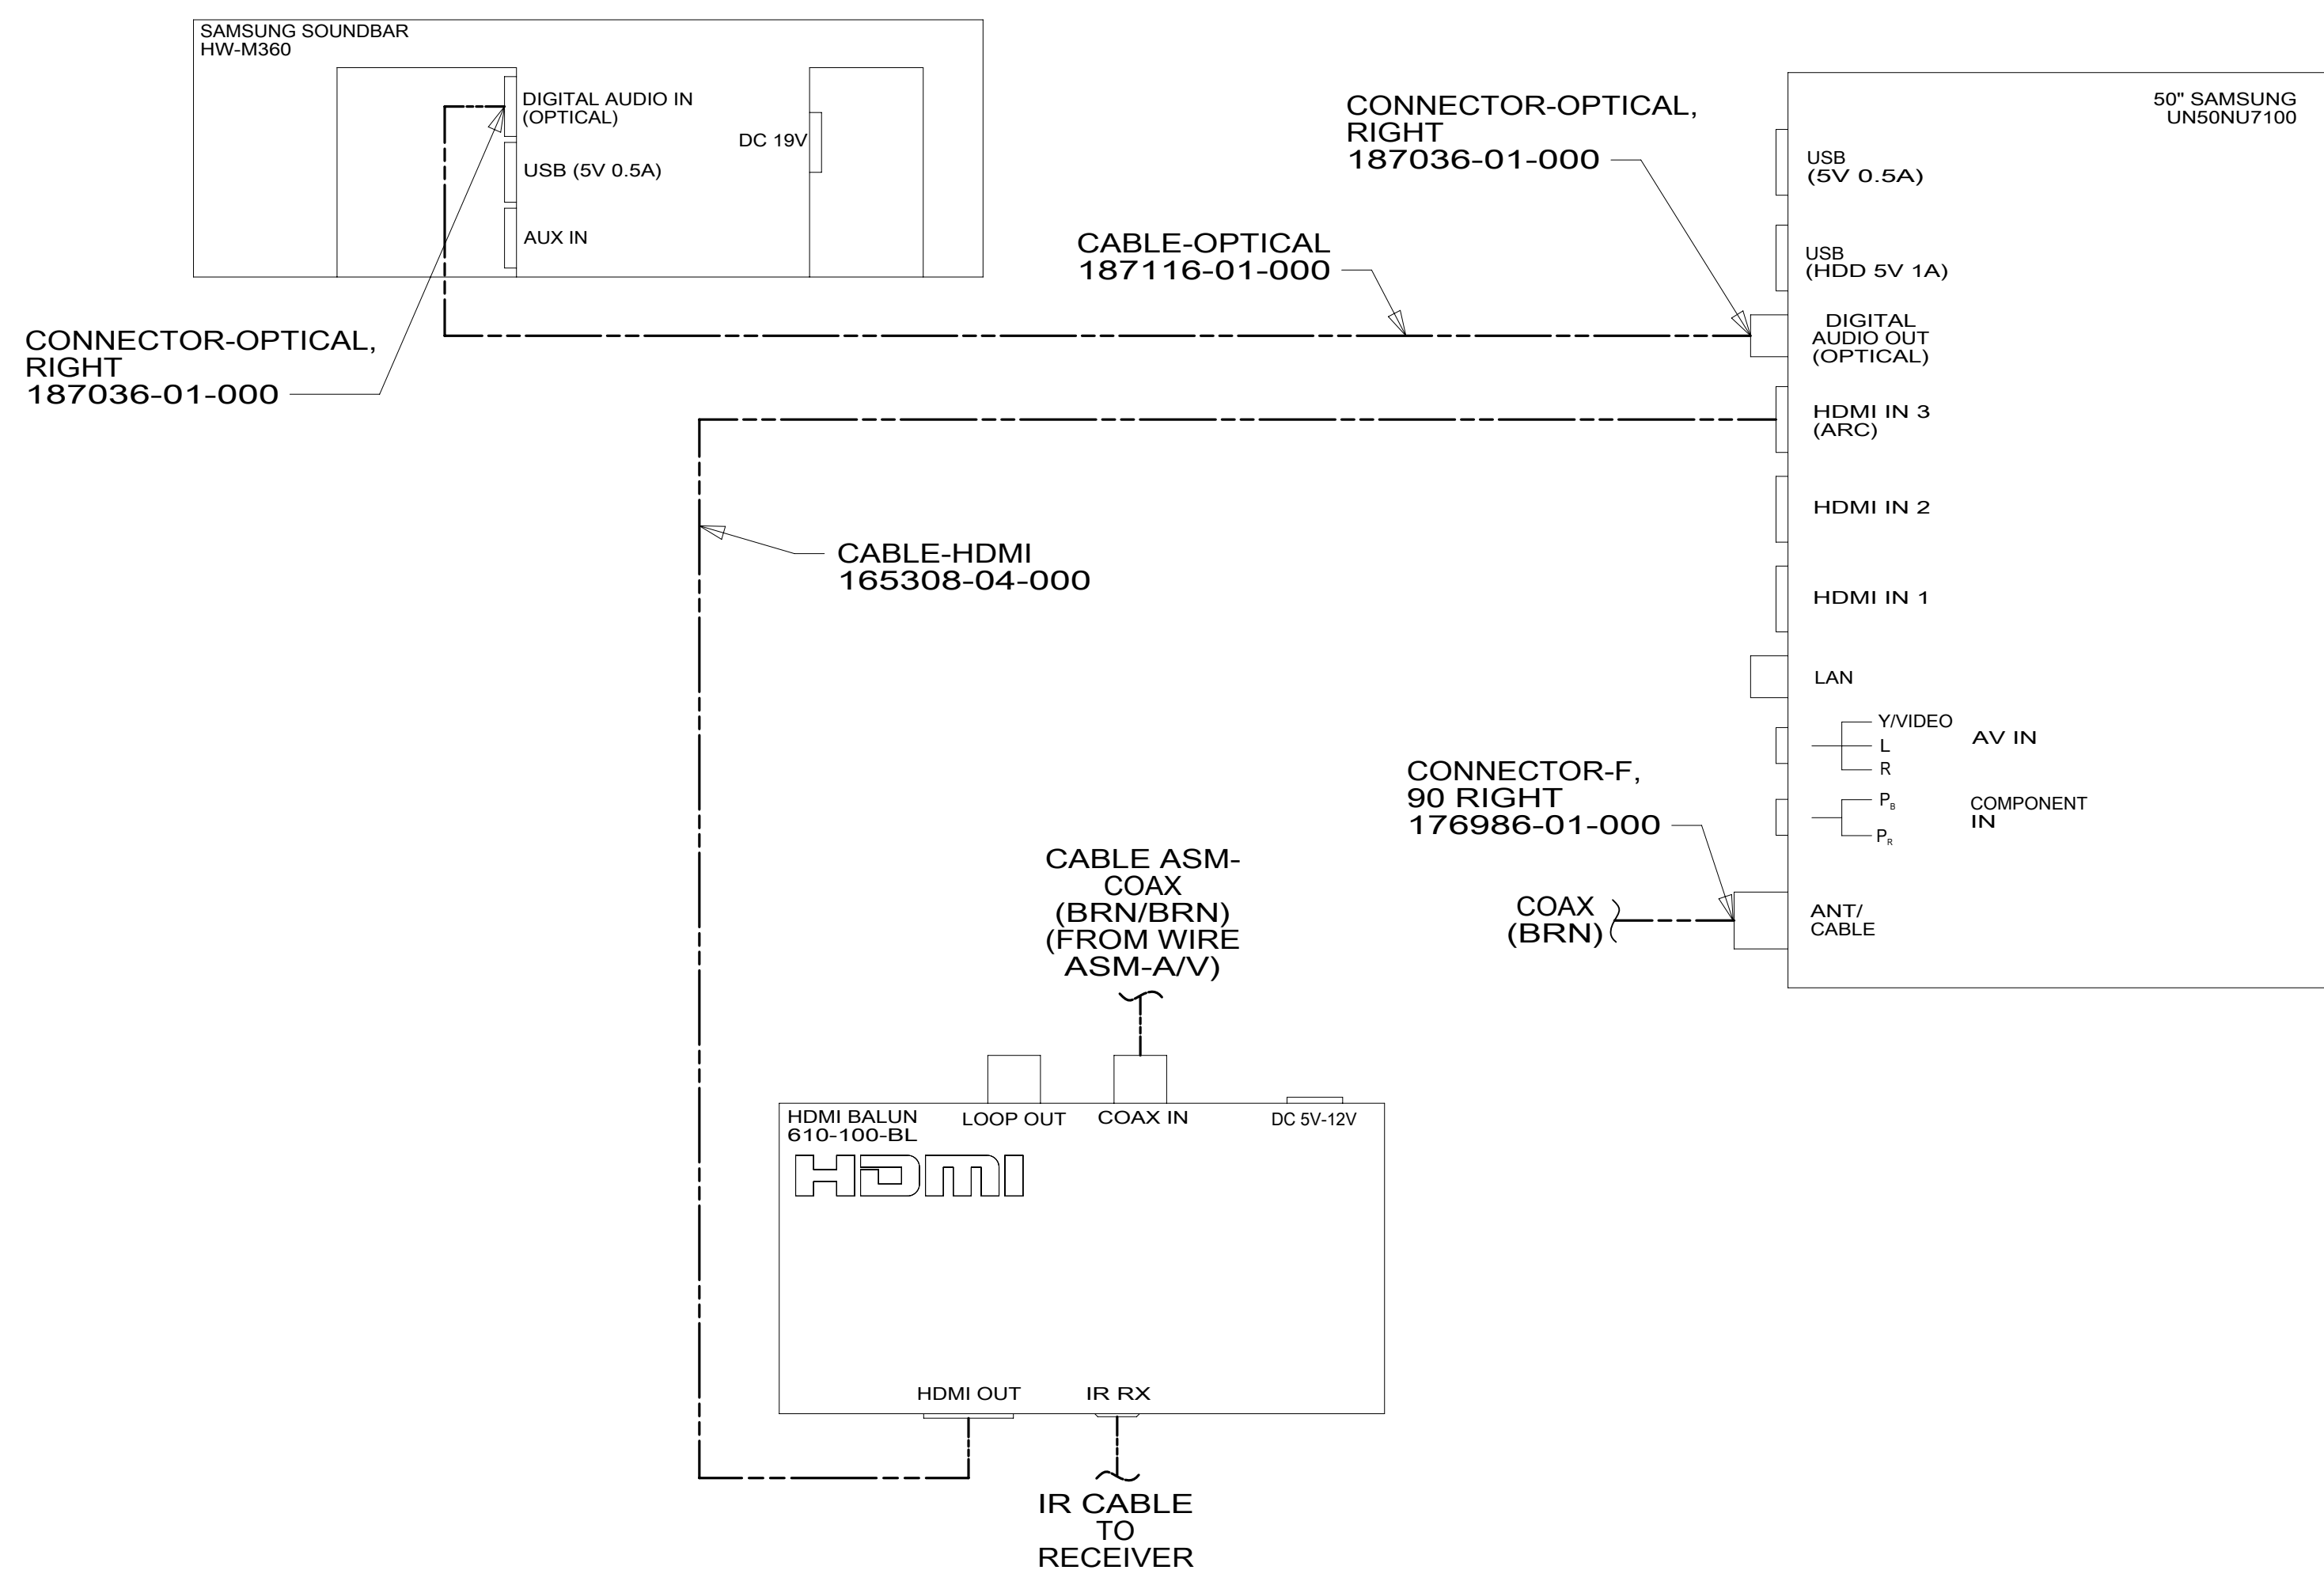 SAMSUNG SOUNDBAR
HW-M360
DIGITAL AUDIO IN
(OPTICAL)
USB (5V 0.5A)
AUX IN
DC 19V
CONNECTOR-OPTICAL,
RIGHT
187036-01-000
CABLE-OPTICAL
187116-01-000
CONNECTOR-OPTICAL,
RIGHT
187036-01-000
50" SAMSUNG
UN50NU7100
USB
(5V 0.5A)
USB
(HDD 5V 1A)
DIGITAL
AUDIO OUT
(OPTICAL)
HDMI IN 3
(ARC)
HDMI IN 2
HDMI IN 1
LAN
Y/VIDEO
L
R
AV IN
PB
PR
COMPONENT
IN
ANT/
CABLE
CABLE-HDMI
165308-04-000
CONNECTOR-F,
90 RIGHT
176986-01-000
COAX
(BRN)
CABLE ASM-
COAX
(BRN/BRN)
(FROM WIRE
ASM-A/V)
HDMI BALUN
610-100-BL
LOOP OUT
COAX IN
DC 5V-12V
HDMI
HDMI OUT
IR RX
IR CABLE
TO
RECEIVER